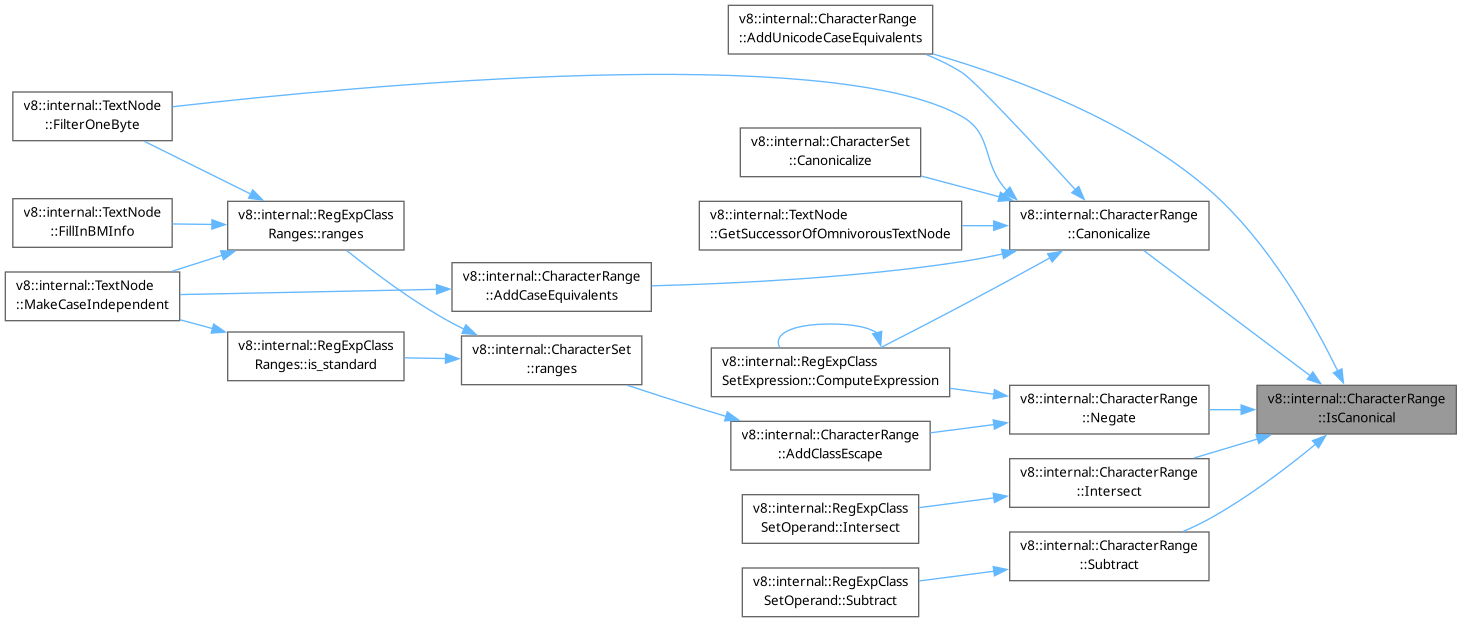 v8::internal::CharacterRange
::AddUnicodeCaseEquivalents
v8::internal::TextNode
::FilterOneByte
v8::internal::CharacterSet
::Canonicalize
v8::internal::TextNode
::FillInBMInfo
v8::internal::RegExpClass
Ranges::ranges
v8::internal::TextNode
::GetSuccessorOfOmnivorousTextNode
v8::internal::CharacterRange
::Canonicalize
v8::internal::TextNode
::MakeCaseIndependent
v8::internal::CharacterRange
::AddCaseEquivalents
v8::internal::RegExpClass
Ranges::is_standard
v8::internal::CharacterSet
::ranges
v8::internal::RegExpClass
SetExpression::ComputeExpression
v8::internal::CharacterRange
::Negate
v8::internal::CharacterRange
::IsCanonical
v8::internal::CharacterRange
::AddClassEscape
v8::internal::CharacterRange
::Intersect
v8::internal::RegExpClass
SetOperand::Intersect
v8::internal::CharacterRange
::Subtract
v8::internal::RegExpClass
SetOperand::Subtract